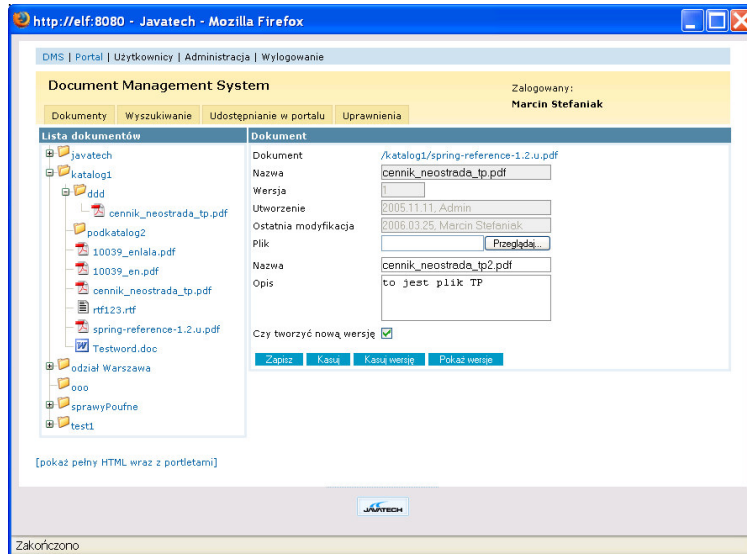 http://elf:8080 - Javatech - Mozilla Firefox
DMS | Portal | Użytkownicy | Administracja | Wylogowanie
Document Management System
Zalogowany:
Marcin Stefaniak
Dokumenty Wyszukiwanie Udostępnianie w portalu Uprawnienia
Lista dokumentów
javatech
katalog1
ddd
cennik_neostrada_tp.pdf
podkatalog2
10039_enlala.pdf
10039_en.pdf
cennik_neostrada_tp.pdf
rtf123.rtf
spring-reference-1.2.u.pdf
Testword.doc
odział Warszawa
ooo
sprawyPoufne
test1
Dokument
Dokument /katalog1/spring-reference-1.2.u.pdf
Nazwa cennik_neostrada_tp.pdf
Wersja 1
Utworzenie 2005.11.11, Admin
Ostatnia modyfikacja 2006.03.25, Marcin Stefaniak
Plik Przeglądaj...
Nazwa cennik_neostrada_tp2.pdf
Opis to jest plik TP
Czy tworzyć nową wersję
Zapisz Kasuj Kasuj wersję Pokaż wersje
[pokaż pełny HTML wraz z portletami]
JAVATECH
Zakończono